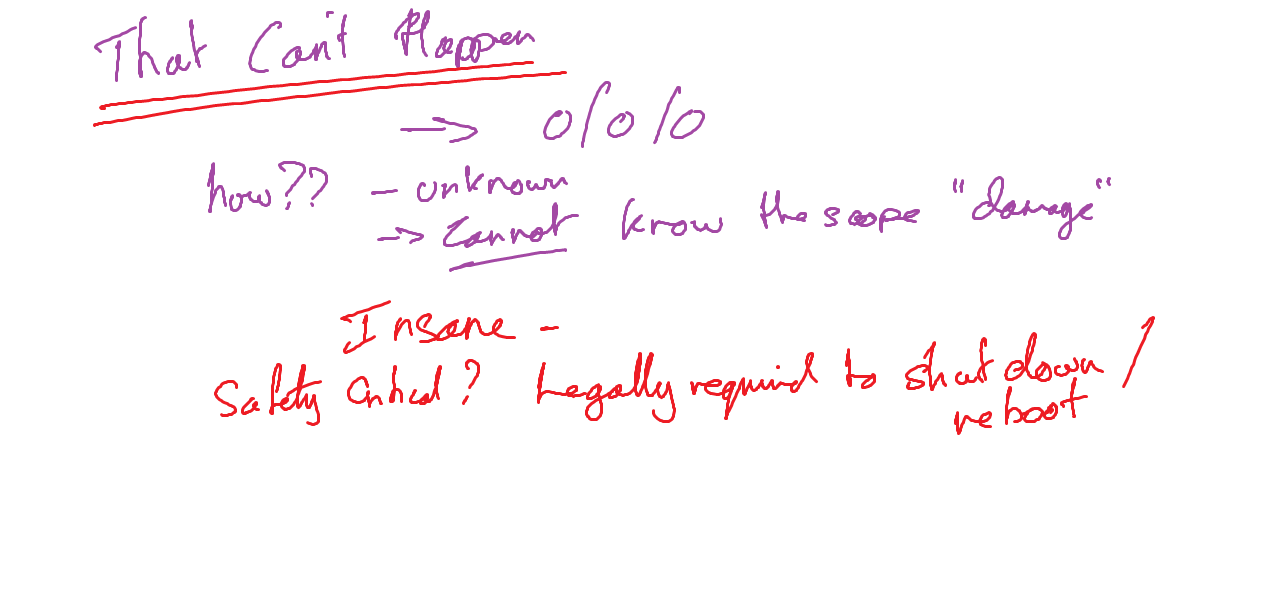 That Can't Happen
→ 0/0/0
how?? - unknown
→ cannot know the scope "damage"
Insane -
Safety Critical? Legally required to shut down /
reboot